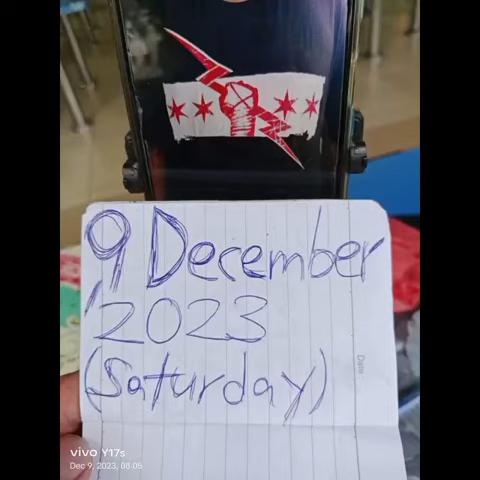 9 December
'2023
(Saturday)
Date
vivo Y17s
Dec 9, 2023, 08:05